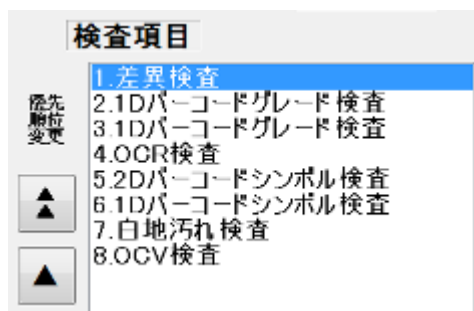 検査項目
優先
順位
変更
1.差異検査
2.1Dバーコードグレード検査
3.1Dバーコードグレード検査
4.OCR検査
5.2Dバーコードシンボル検査
6.1Dバーコードシンボル検査
7.白地汚れ検査
8.OCV検査